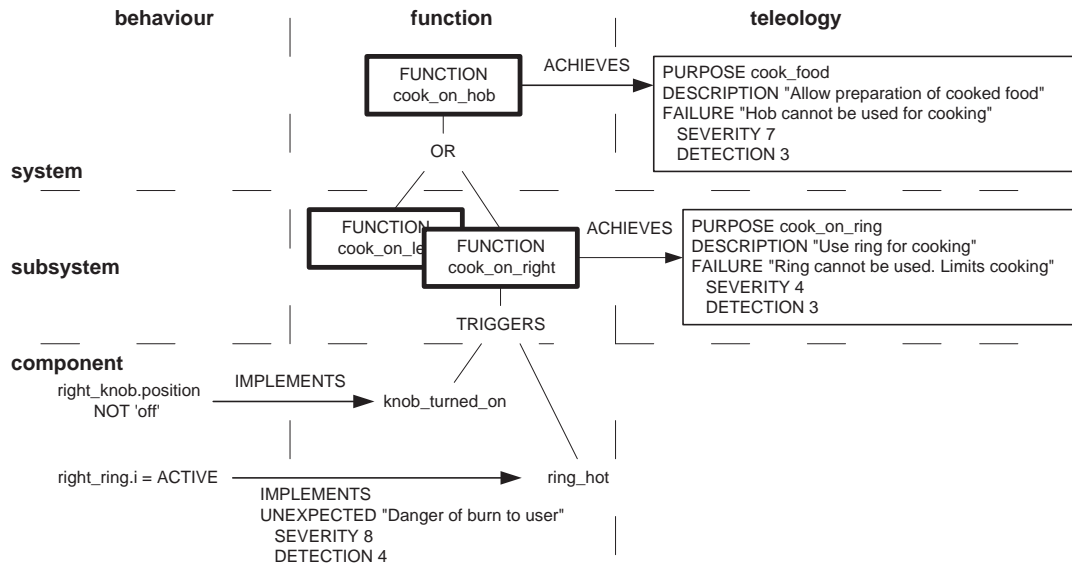 behaviour
function
teleology
FUNCTION
cook_on_hob
ACHIEVES
PURPOSE cook_food
DESCRIPTION "Allow preparation of cooked food"
FAILURE "Hob cannot be used for cooking"
SEVERITY 7
DETECTION 3
OR
system
FUNCTION
cook_on_le
FUNCTION
cook_on_right
ACHIEVES
PURPOSE cook_on_ring
DESCRIPTION "Use ring for cooking"
FAILURE "Ring cannot be used. Limits cooking"
SEVERITY 4
DETECTION 3
subsystem
TRIGGERS
component
right_knob.position
NOT 'off'
IMPLEMENTS
knob_turned_on
right_ring.i = ACTIVE
ring_hot
IMPLEMENTS
UNEXPECTED "Danger of burn to user"
SEVERITY 8
DETECTION 4